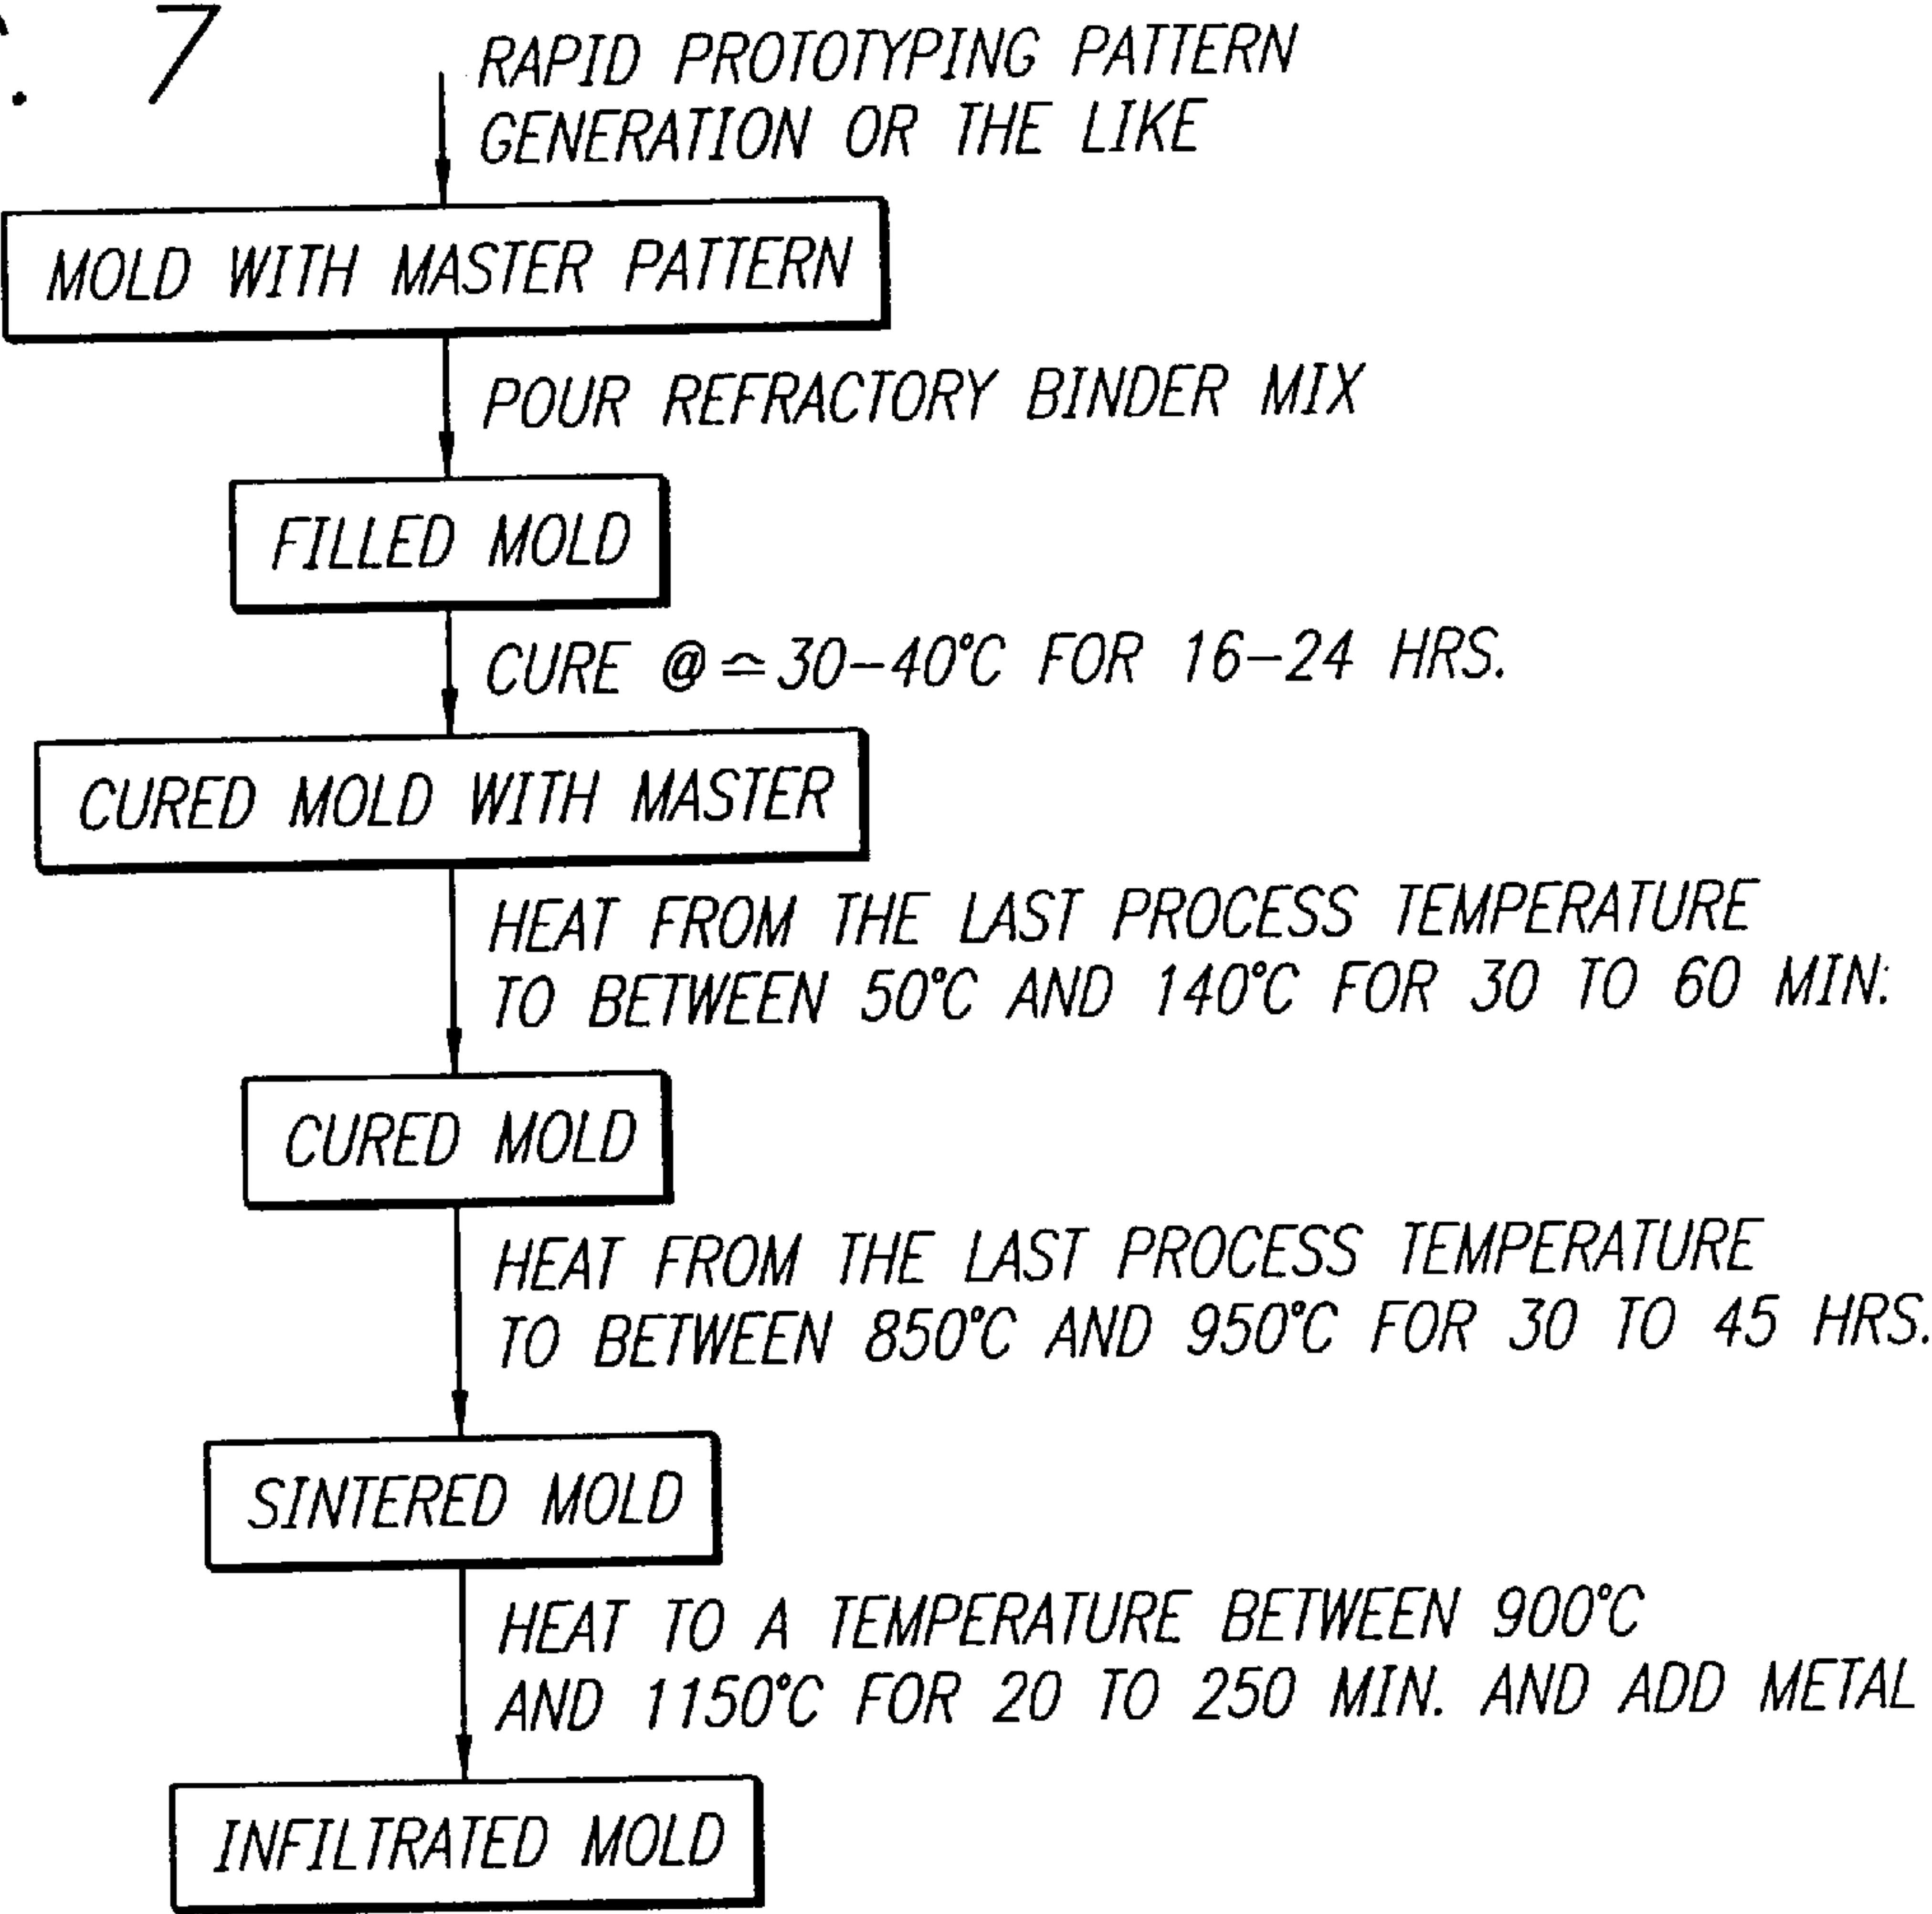 7
RAPID PROTOTYPING PATTERN
GENERATION OR THE LIKE
MOLD WITH MASTER PATTERN
POUR REFRACTORY BINDER MIX
FILLED MOLD
CURE @≏30-40°C FOR 16-24 HRS.
CURED MOLD WITH MASTER
HEAT FROM THE LAST PROCESS TEMPERATURE
TO BETWEEN 50°C AND 140°C FOR 30 TO 60 MIN.
CURED MOLD
HEAT FROM THE LAST PROCESS TEMPERATURE
TO BETWEEN 850°C AND 950°C FOR 30 TO 45 HRS.
SINTERED MOLD
HEAT TO A TEMPERATURE BETWEEN 900°C
AND 1150°C FOR 20 TO 250 MIN. AND ADD METAL
INFILTRATED MOLD